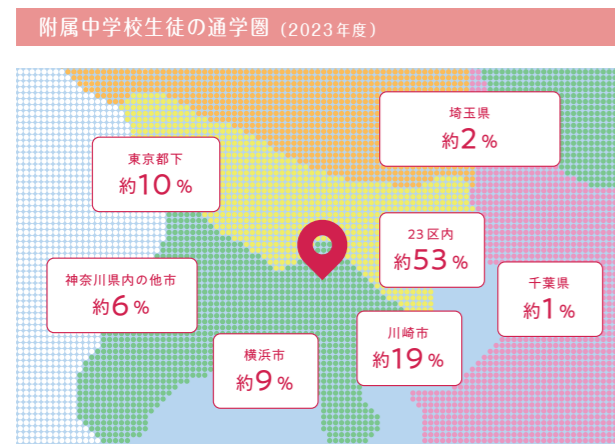 附属中学校生徒の通学圏（2023年度）
埼玉県
約2%
東京都下
約10%
23区内
約53%
神奈川県内の他市
約6%
千葉県
約1%
川崎市
約19%
横浜市
約9%